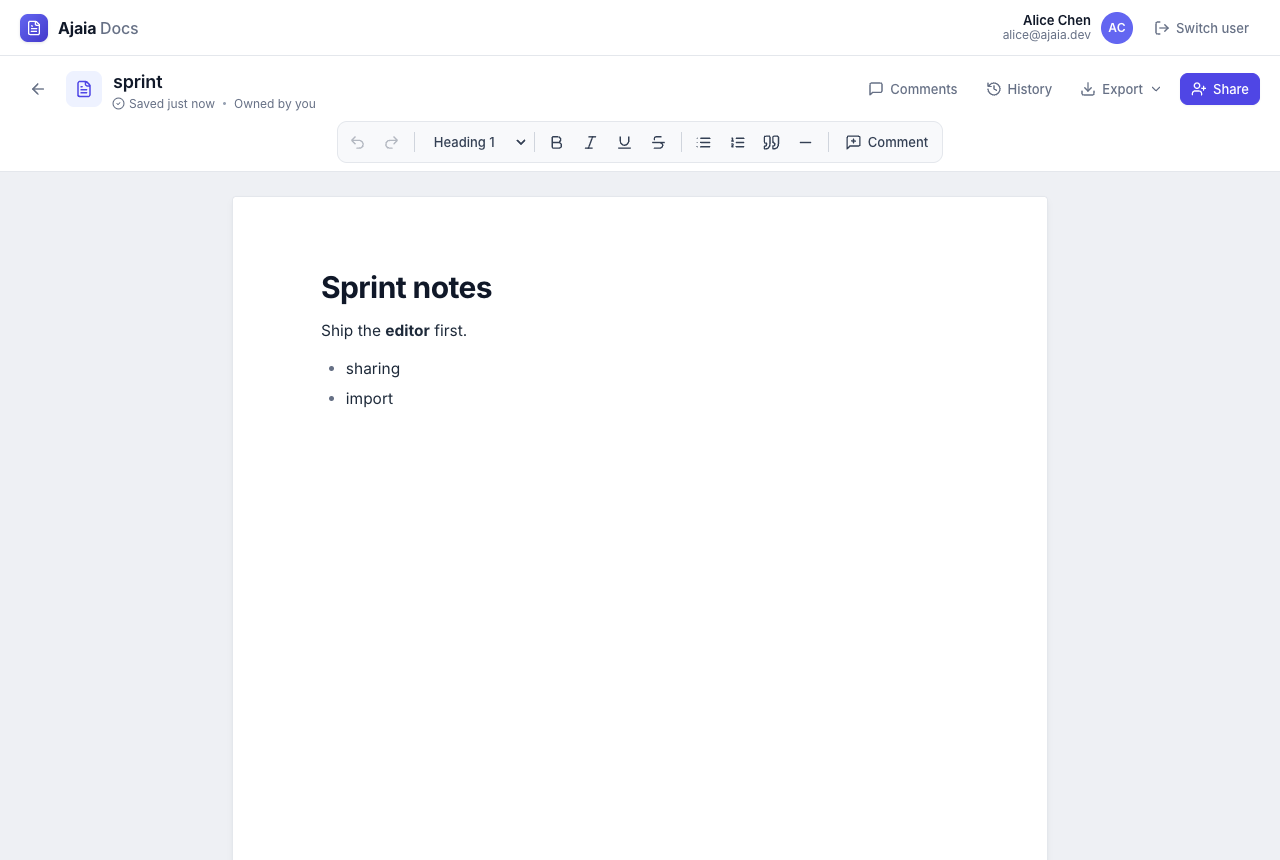 Ajaia Docs
Alice Chen
alice@ajaia.dev
AC
Switch user
sprint
Saved just now • Owned by you
Comments
History
Export
Share
Heading 1
Comment
Sprint notes
Ship the editor first.
• sharing
• import